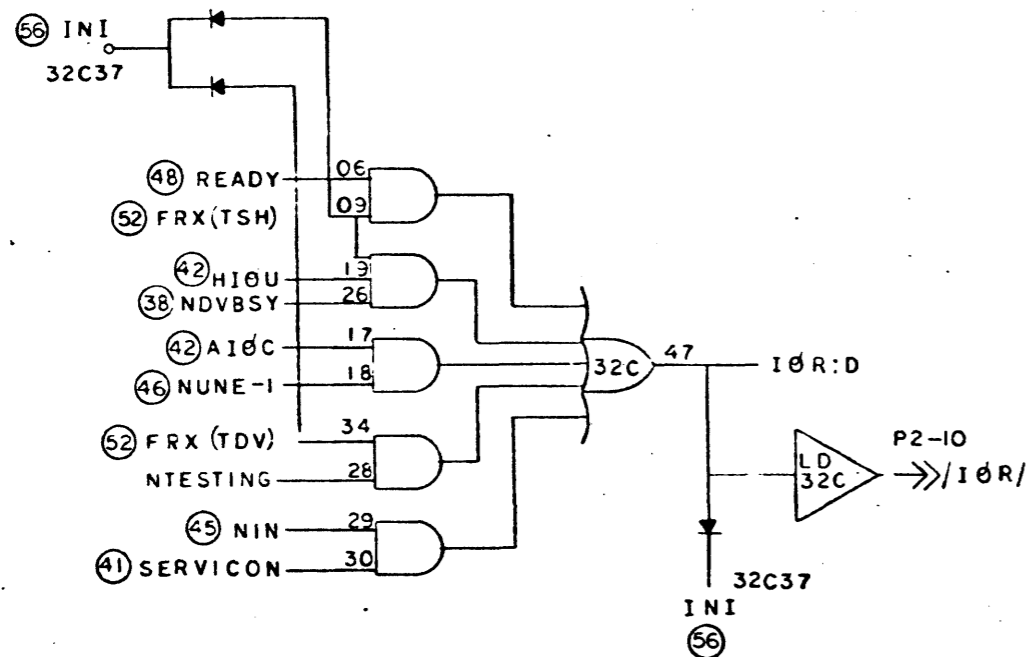 56 INI
32C37
48 READY 06
52 FRX(TSH) 09
42 HIØU 19
38 NDVBSY 26
42 AIØC 17
46 NUNE-1 18
52 FRX (TDV) 34
NTESTING 28
45 NIN 29
41 SERVICON 30
32C 47 IØR:D
LD
32C
P2-10
/IØR/
32C37
INI
56